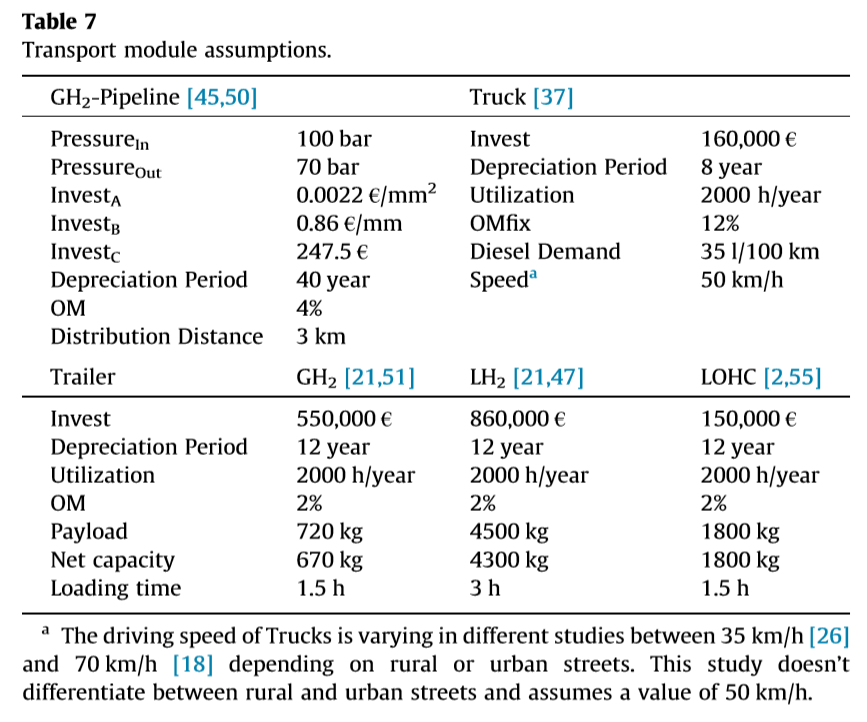 Table 7
Transport module assumptions.
GH₂-Pipeline [45,50] Truck [37]
Pressure_In 100 bar Invest 160,000 €
Pressure_Out 70 bar Depreciation Period 8 year
Invest_A 0.0022 €/mm² Utilization 2000 h/year
Invest_B 0.86 €/mm OMfix 12%
Invest_C 247.5 € Diesel Demand 35 l/100 km
Depreciation Period 40 year Speedᵃ 50 km/h
OM 4%
Distribution Distance 3 km
Trailer GH₂ [21,51] LH₂ [21,47] LOHC [2,55]
Invest 550,000 € 860,000 € 150,000 €
Depreciation Period 12 year 12 year 12 year
Utilization 2000 h/year 2000 h/year 2000 h/year
OM 2% 2% 2%
Payload 720 kg 4500 kg 1800 kg
Net capacity 670 kg 4300 kg 1800 kg
Loading time 1.5 h 3 h 1.5 h
ᵃ The driving speed of Trucks is varying in different studies between 35 km/h [26]
and 70 km/h [18] depending on rural or urban streets. This study doesn't
differentiate between rural and urban streets and assumes a value of 50 km/h.